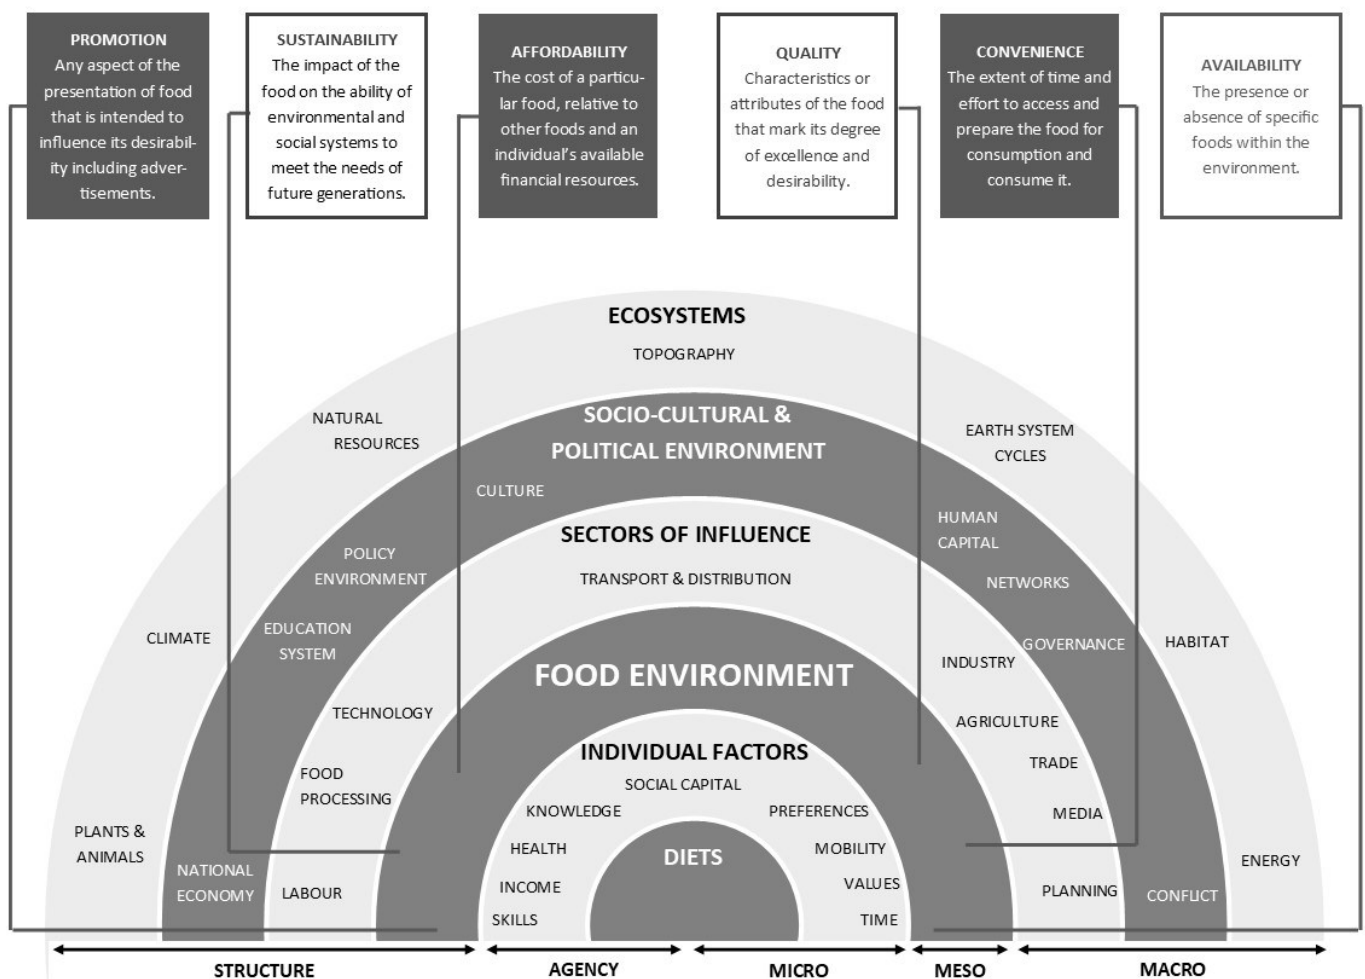 PROMOTION
Any aspect of the
presentation of food
that is intended to
influence its desirabil-
ity including adver-
tisements.
SUSTAINABILITY
The impact of the
food on the ability of
environmental and
social systems to
meet the needs of
future generations.
AFFORDABILITY
The cost of a particu-
lar food, relative to
other foods and an
individual's available
financial resources.
QUALITY
Characteristics or
attributes of the food
that mark its degree
of excellence and
desirability.
CONVENIENCE
The extent of time and
effort to access and
prepare the food for
consumption and
consume it.
AVAILABILITY
The presence or
absence of specific
foods within the
environment.
ECOSYSTEMS
TOPOGRAPHY
NATURAL
RESOURCES
EARTH SYSTEM
CYCLES
CLIMATE
HABITAT
PLANTS &
ANIMALS
ENERGY
SOCIO-CULTURAL &
POLITICAL ENVIRONMENT
CULTURE
HUMAN
CAPITAL
POLICY
ENVIRONMENT
NETWORKS
EDUCATION
SYSTEM
GOVERNANCE
NATIONAL
ECONOMY
CONFLICT
SECTORS OF INFLUENCE
TRANSPORT & DISTRIBUTION
INDUSTRY
TECHNOLOGY
AGRICULTURE
FOOD
PROCESSING
TRADE
MEDIA
LABOUR
PLANNING
FOOD ENVIRONMENT
INDIVIDUAL FACTORS
SOCIAL CAPITAL
KNOWLEDGE
PREFERENCES
HEALTH
MOBILITY
INCOME
VALUES
SKILLS
TIME
DIETS
STRUCTURE
AGENCY
MICRO
MESO
MACRO